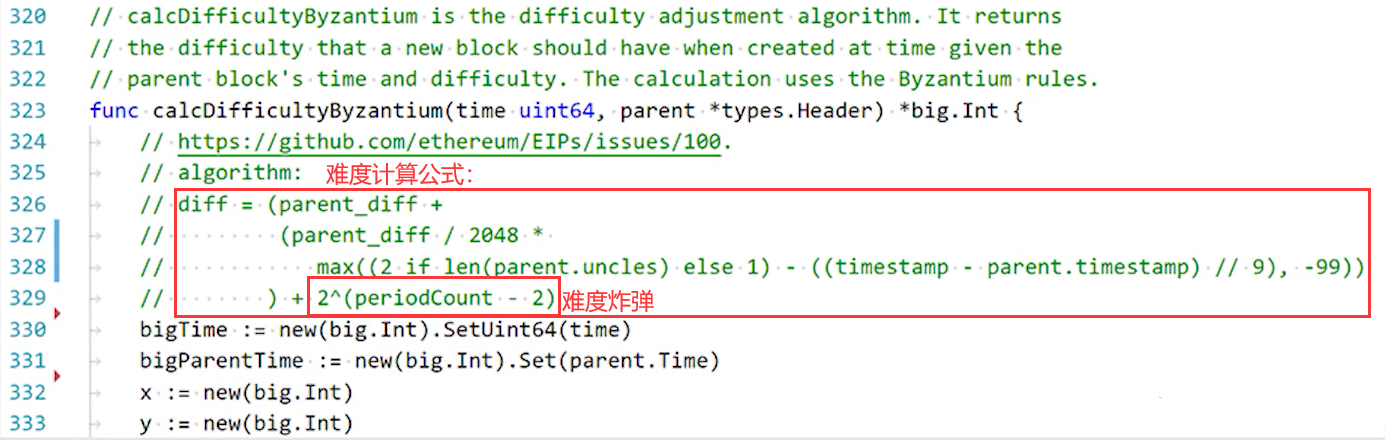 320 // calcDifficultyByzantium is the difficulty adjustment algorithm. It returns
321 // the difficulty that a new block should have when created at time given the
322 // parent block's time and difficulty. The calculation uses the Byzantium rules.
323 func calcDifficultyByzantium(time uint64, parent *types.Header) *big.Int {
324 // https://github.com/ethereum/EIPs/issues/100.
325 // algorithm: 难度计算公式:
326 // diff = (parent_diff +
327 // (parent_diff / 2048 *
328 // max((2 if len(parent.uncles) else 1) - ((timestamp - parent.timestamp) // 9), -99))
329 // ) + 2^(periodCount - 2) 难度炸弹
330 bigTime := new(big.Int).SetUint64(time)
331 bigParentTime := new(big.Int).Set(parent.Time)
332 x := new(big.Int)
333 y := new(big.Int)